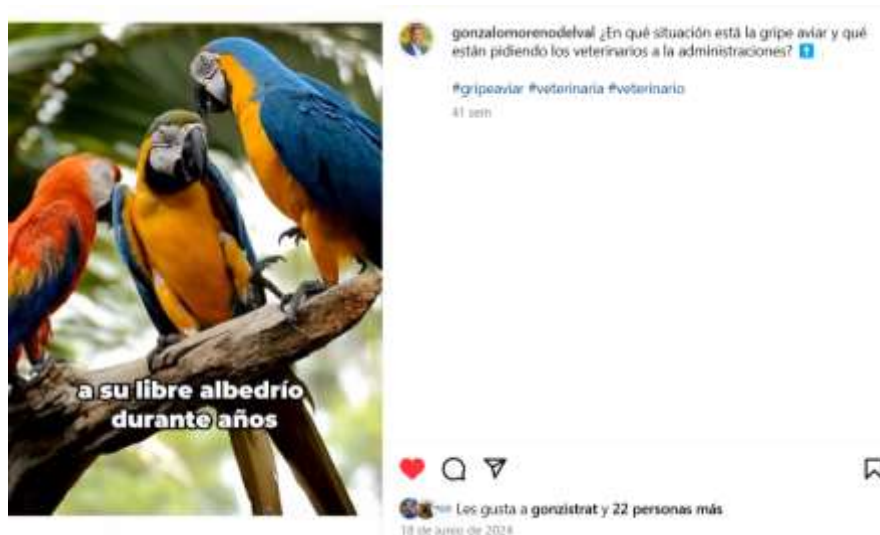 a su libre albedrío
durante años
gonzalomorenodelval ¿En qué situación está la gripe aviar y qué
están pidiendo los veterinarios a la administraciones? ⬆️
#gripeaviar #veterinaria #veterinario
41 sem
Les gusta a gonzistrat y 22 personas más
18 de junio de 2024